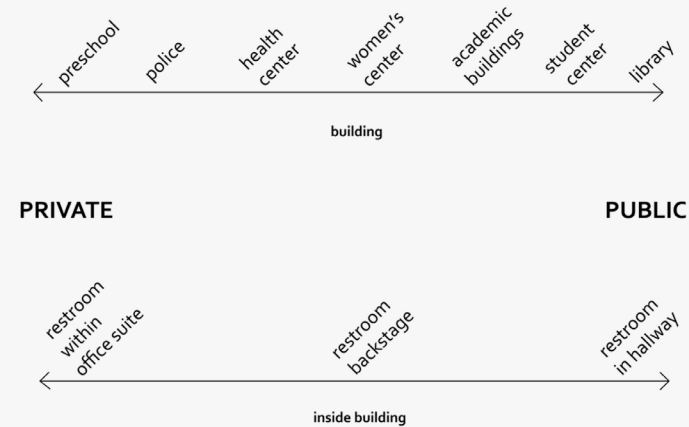 preschool
police
health
center
women's
center
academic
buildings
student
center
library
building
PRIVATE
PUBLIC
restroom
within
office suite
restroom
backstage
restroom
in hallway
inside building